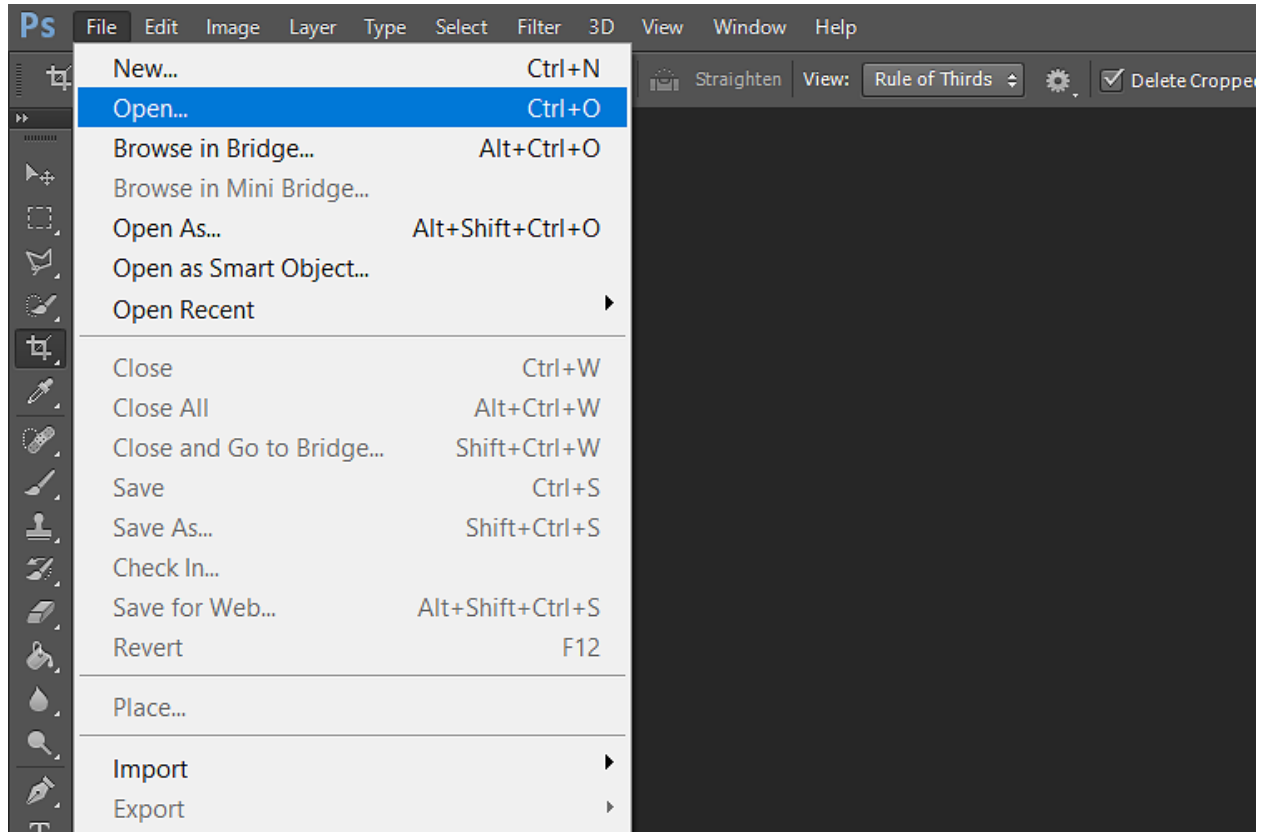 Ps File Edit Image Layer Type Select Filter 3D View Window Help
Straighten View: Rule of Thirds Delete Cropped
New... Ctrl+N
Open... Ctrl+O
Browse in Bridge... Alt+Ctrl+O
Browse in Mini Bridge...
Open As... Alt+Shift+Ctrl+O
Open as Smart Object...
Open Recent
Close Ctrl+W
Close All Alt+Ctrl+W
Close and Go to Bridge... Shift+Ctrl+W
Save Ctrl+S
Save As... Shift+Ctrl+S
Check In...
Save for Web... Alt+Shift+Ctrl+S
Revert F12
Place...
Import
Export